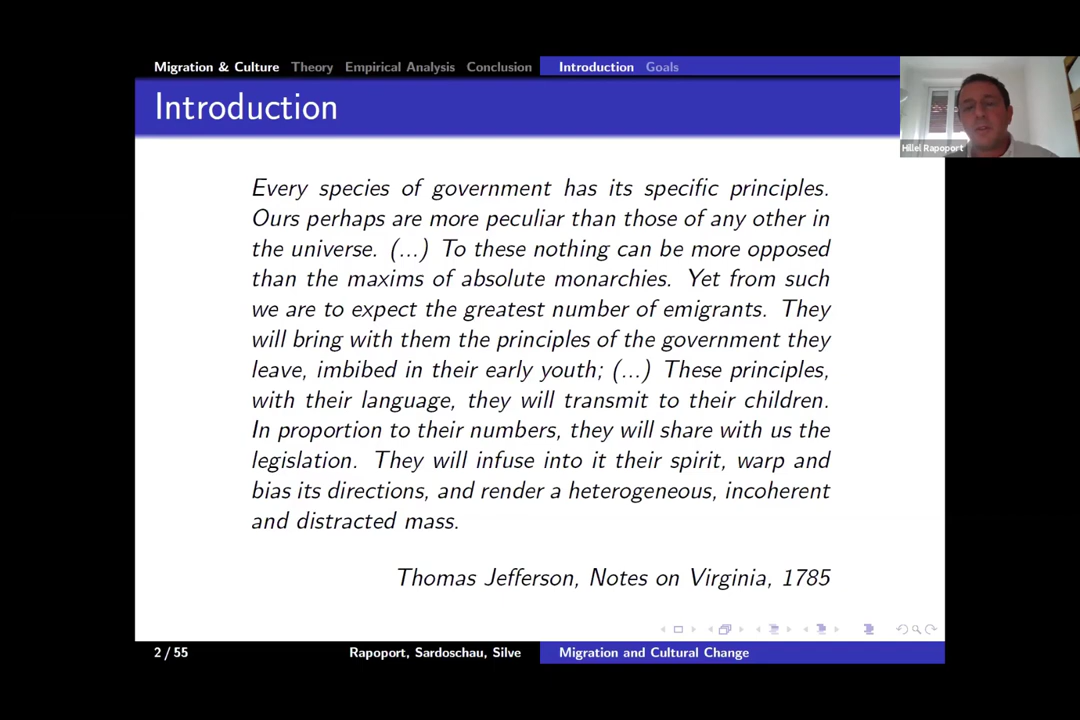 Migration & Culture Theory Empirical Analysis Conclusion Introduction Goals
Introduction
Hillel Rapoport
Every species of government has its specific principles.
Ours perhaps are more peculiar than those of any other in
the universe. (...) To these nothing can be more opposed
than the maxims of absolute monarchies. Yet from such
we are to expect the greatest number of emigrants. They
will bring with them the principles of the government they
leave, imbibed in their early youth; (...) These principles,
with their language, they will transmit to their children.
In proportion to their numbers, they will share with us the
legislation. They will infuse into it their spirit, warp and
bias its directions, and render a heterogeneous, incoherent
and distracted mass.
Thomas Jefferson, Notes on Virginia, 1785
2 / 55 Rapoport, Sardoschau, Silve Migration and Cultural Change